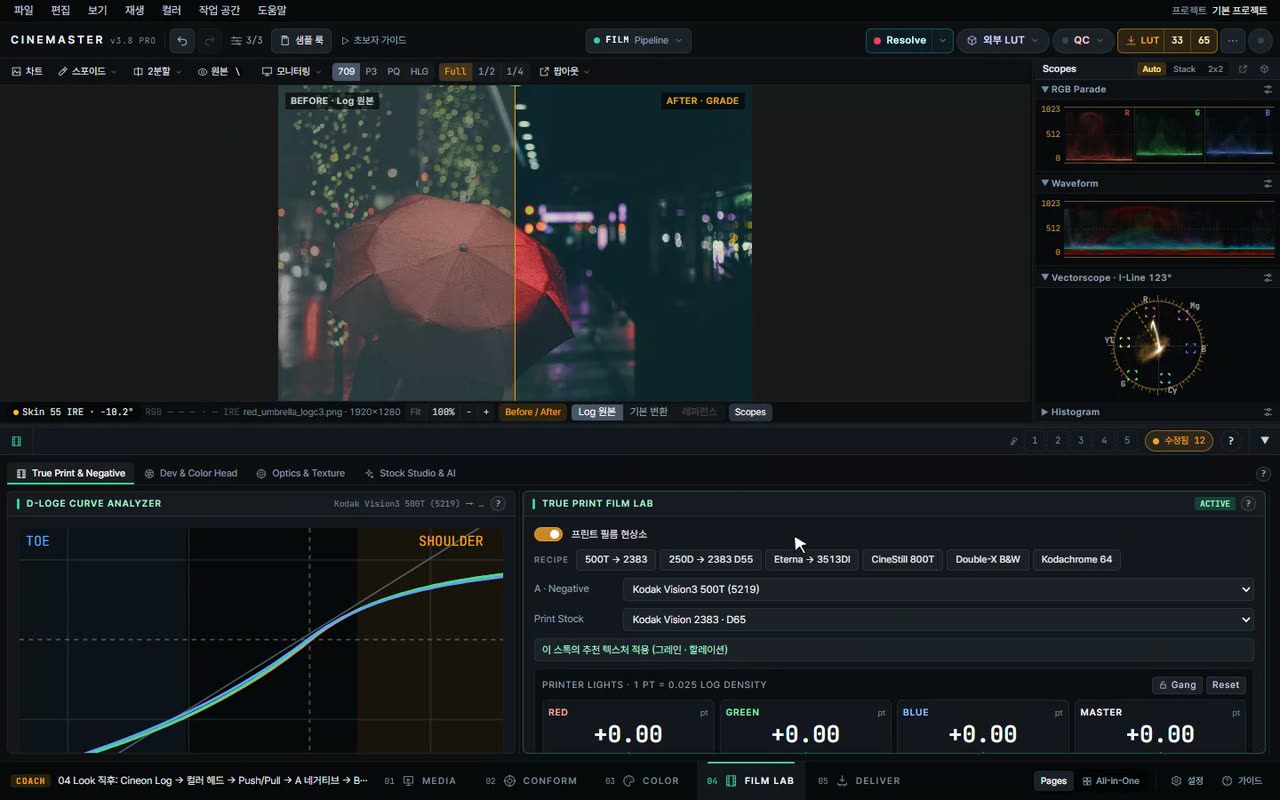 파일 편집 보기 재생 컬러 작업 공간 도움말 프로젝트 기본 프로젝트
CINEMASTER v3.8 PRO 3/3 샘플 룩 초보자 가이드 FILM Pipeline Resolve 외부 LUT QC LUT 33 65
차트 스포이드 2분할 원본 \ 모니터링 709 P3 PQ HLG Full 1/2 1/4 팝아웃 Scopes Auto Stack 2x2
BEFORE · Log 원본 AFTER · GRADE
RGB Parade
1023 R G B
512
0
Waveform
1023
512
0
Vectorscope · I-Line 123°
R Mg
YL B
G Cy
Histogram
Skin 55 IRE · -10.2° RGB — — — · — IRE red_umbrella_logc3.png · 1920×1280 Fit 100% - + Before / After Log 원본 기본 변환 레퍼런스 Scopes
1 2 3 4 5 수정됨 12 ?
True Print & Negative Dev & Color Head Optics & Texture Stock Studio & AI ?
D-LOGE CURVE ANALYZER Kodak Vision3 500T (5219) → … ?
TOE SHOULDER
TRUE PRINT FILM LAB ACTIVE ?
프린트 필름 현상소
RECIPE 500T → 2383 250D → 2383 D55 Eterna → 3513DI CineStill 800T Double-X B&W Kodachrome 64
A · Negative Kodak Vision3 500T (5219)
Print Stock Kodak Vision 2383 · D65
이 스톡의 추천 텍스처 적용 (그레인 · 할레이션)
PRINTER LIGHTS · 1 PT = 0.025 LOG DENSITY Gang Reset
RED pt GREEN pt BLUE pt MASTER pt
+0.00 +0.00 +0.00 +0.00
COACH 04 Look 직후: Cineon Log → 컬러 헤드 → Push/Pull → A 네거티브 → B… 01 MEDIA 02 CONFORM 03 COLOR 04 FILM LAB 05 DELIVER Pages All-in-One 설정 가이드